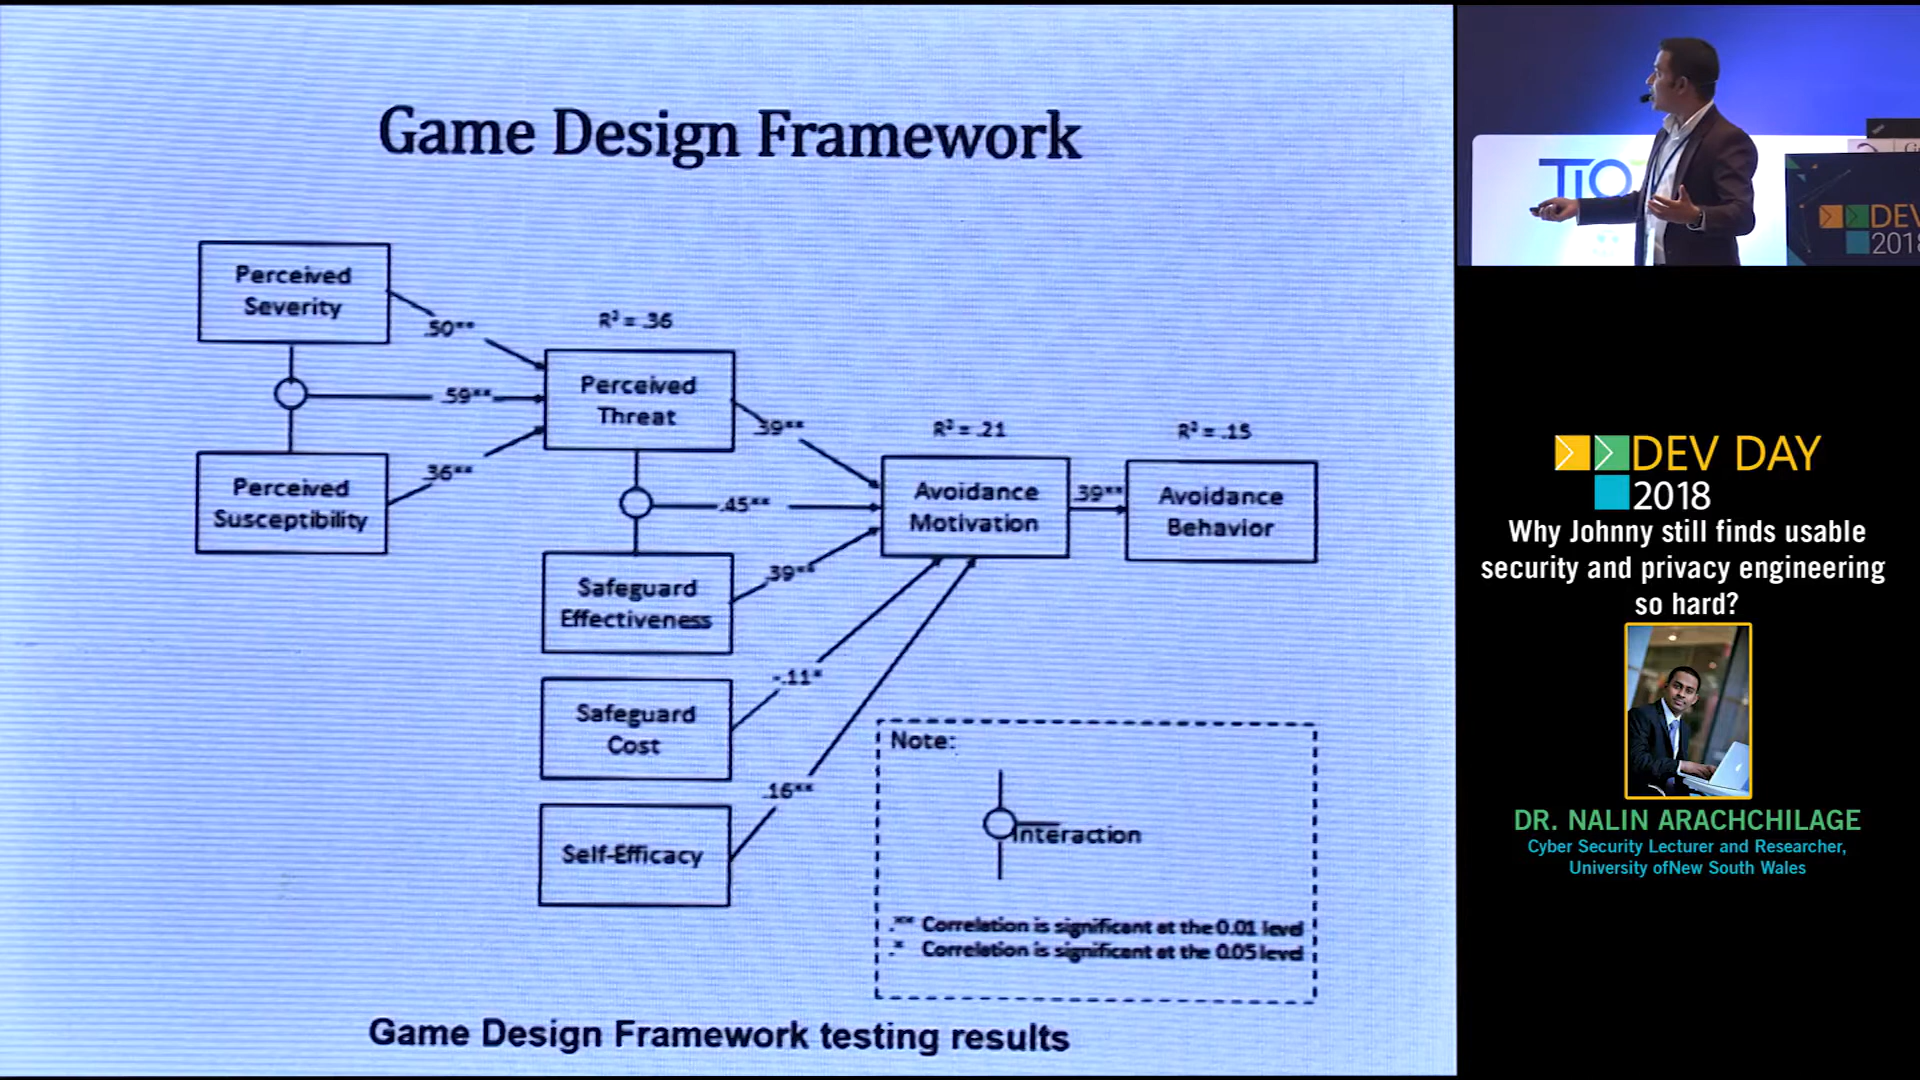 Game Design Framework
Perceived
Severity
.50**
R² = .36
.59**
Perceived
Threat
.39**
R² = .21
R² = .15
.36**
Perceived
Susceptibility
.45**
Avoidance
Motivation
.39**
Avoidance
Behavior
Safeguard
Effectiveness
.39**
Safeguard
Cost
-.11*
Self-Efficacy
.16**
Note:
Interaction
.** Correlation is significant at the 0.01 level
.* Correlation is significant at the 0.05 level
Game Design Framework testing results
DEV
2018
DEV DAY
2018
Why Johnny still finds usable
security and privacy engineering
so hard?
DR. NALIN ARACHCHILAGE
Cyber Security Lecturer and Researcher,
University ofNew South Wales